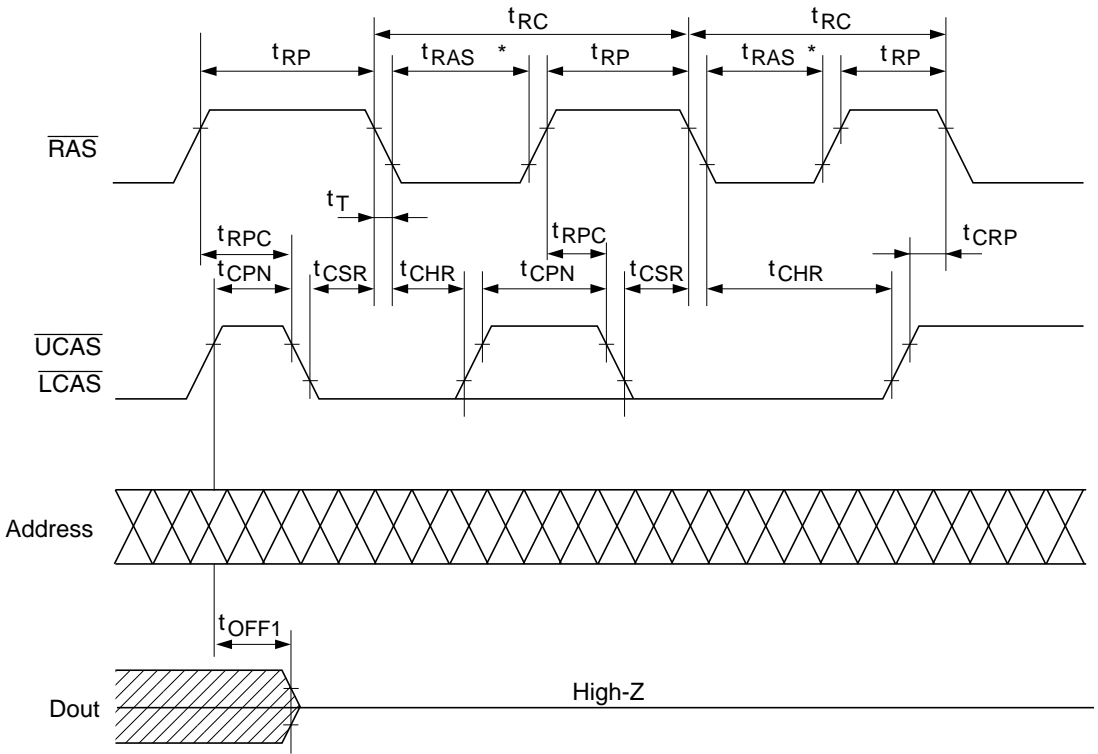 tRC tRC
tRP tRAS * tRP tRAS * tRP
RAS
tT
tRPC tRPC tCRP
tCPN tCSR tCHR tCPN tCSR tCHR
UCAS
LCAS
Address
tOFF1
High-Z
Dout